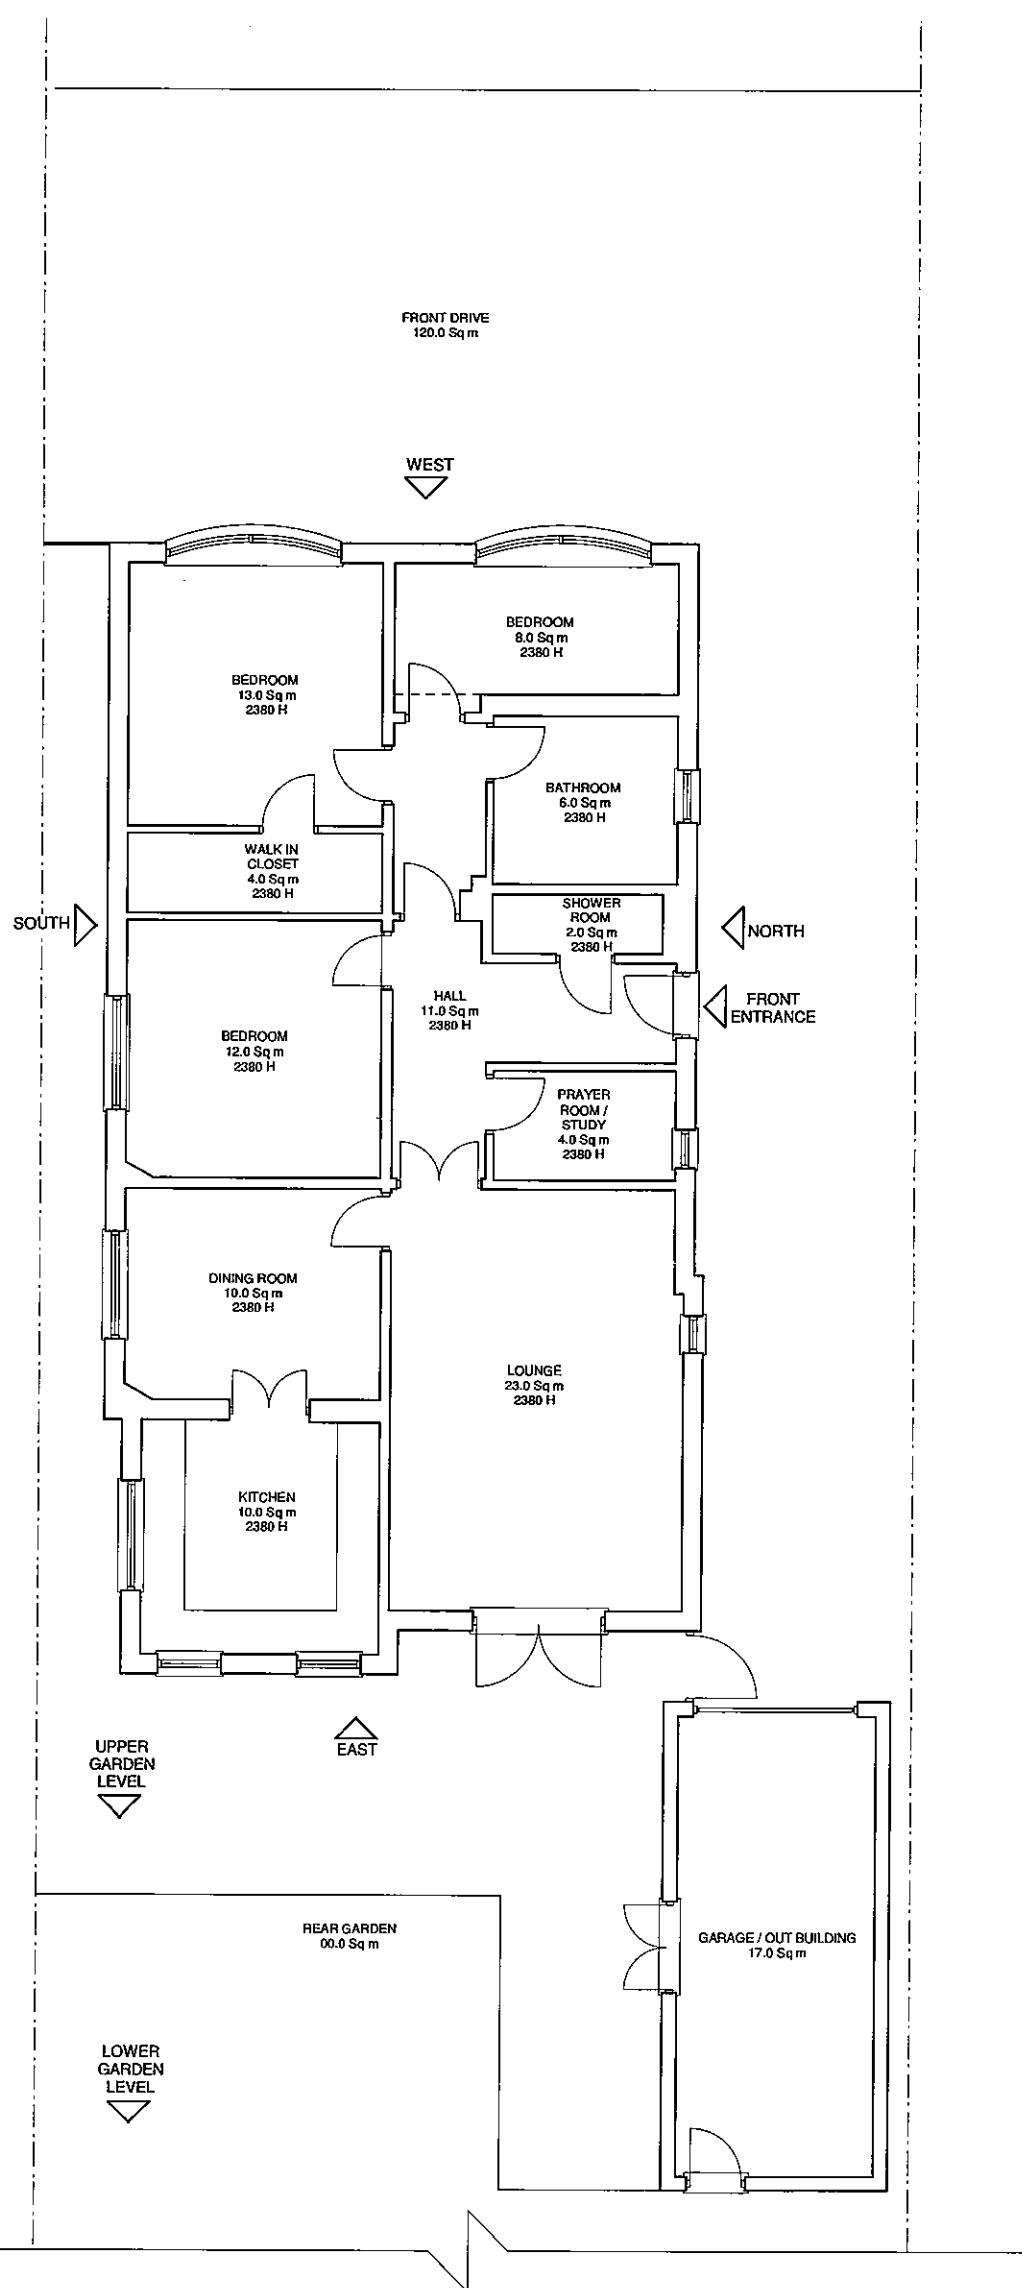 FRONT DRIVE
120.0 Sq m
WEST
BEDROOM
8.0 Sq m
2380 H
BEDROOM
13.0 Sq m
2380 H
BATHROOM
6.0 Sq m
2380 H
WALK IN
CLOSET
4.0 Sq m
2380 H
SHOWER
ROOM
2.0 Sq m
2380 H
SOUTH
NORTH
HALL
11.0 Sq m
2380 H
FRONT
ENTRANCE
BEDROOM
12.0 Sq m
2380 H
PRAYER
ROOM /
STUDY
4.0 Sq m
2380 H
DINING ROOM
10.0 Sq m
2380 H
LOUNGE
23.0 Sq m
2380 H
KITCHEN
10.0 Sq m
2380 H
EAST
UPPER
GARDEN
LEVEL
REAR GARDEN
00.0 Sq m
GARAGE / OUT BUILDING
17.0 Sq m
LOWER
GARDEN
LEVEL